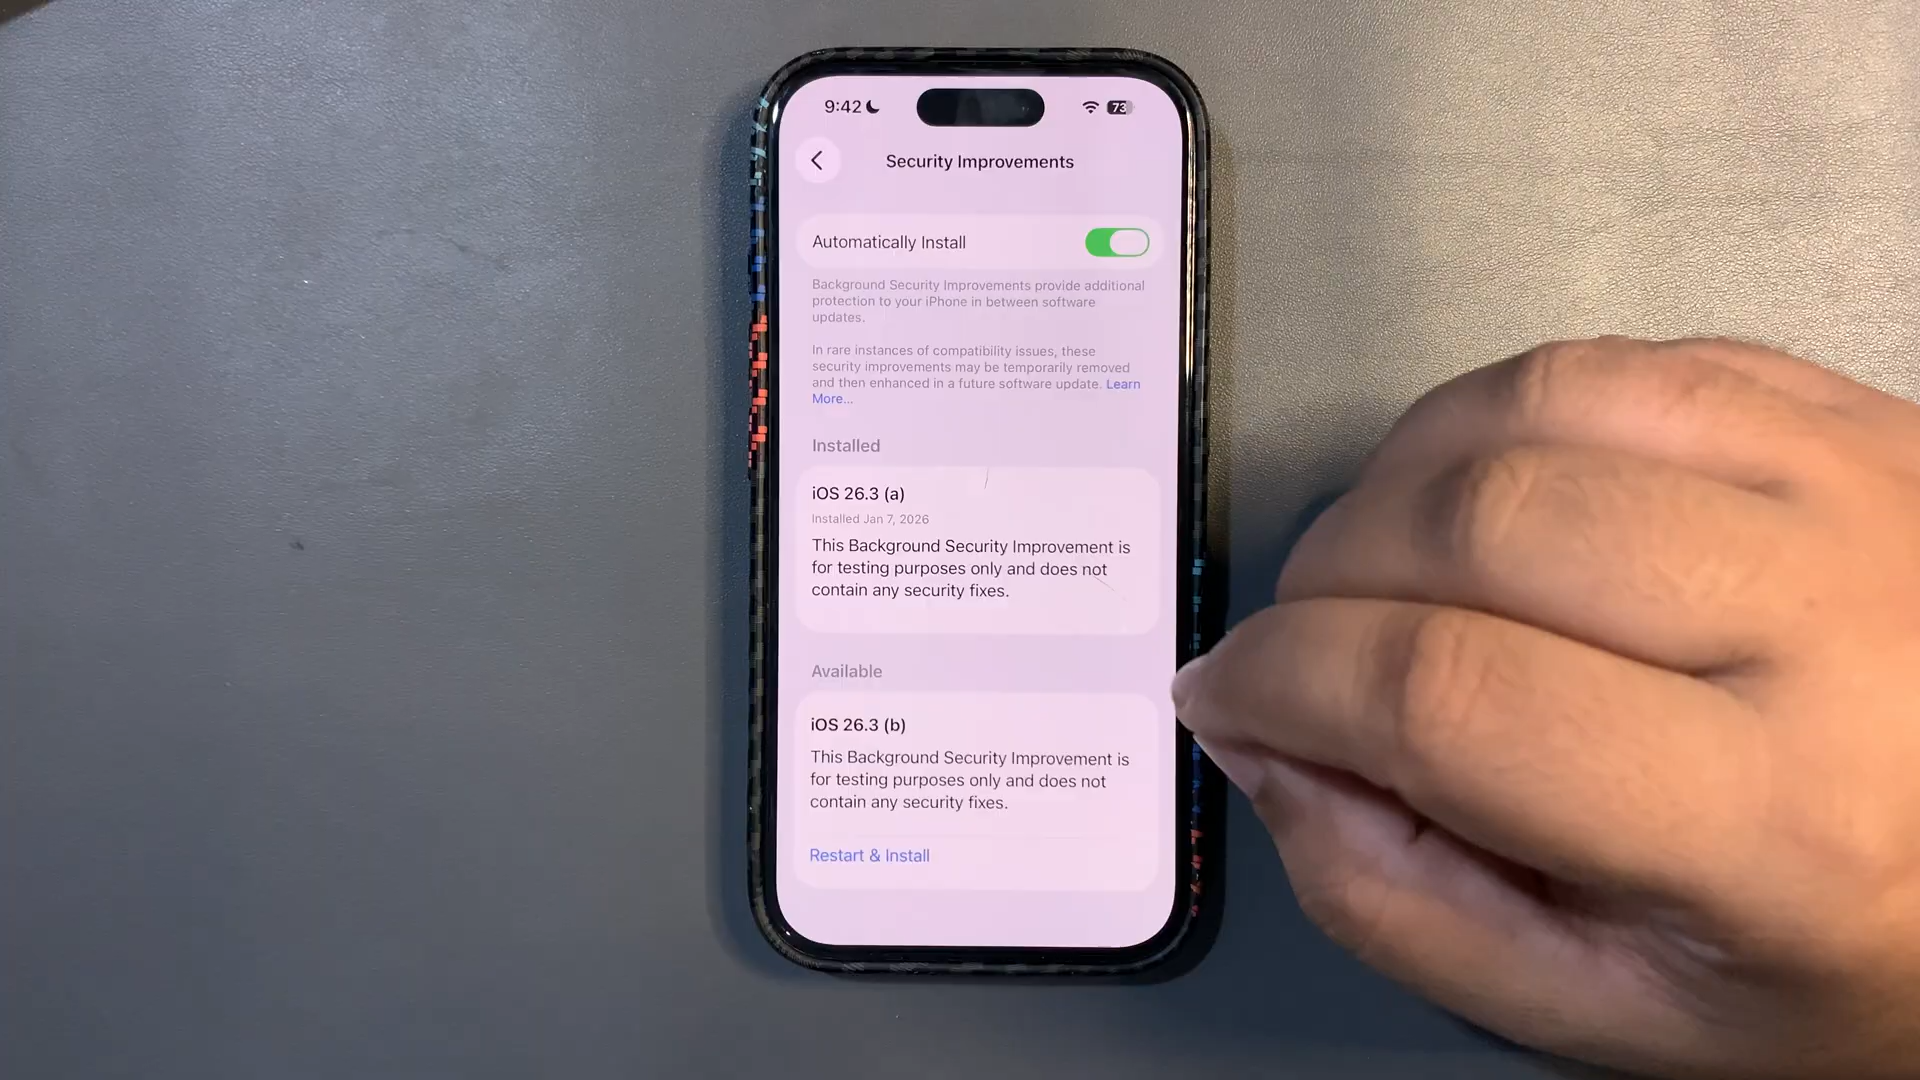 9:42
73
Security Improvements
Automatically Install
Background Security Improvements provide additional
protection to your iPhone in between software
updates.
In rare instances of compatibility issues, these
security improvements may be temporarily removed
and then enhanced in a future software update. Learn
More...
Installed
iOS 26.3 (a)
Installed Jan 7, 2026
This Background Security Improvement is
for testing purposes only and does not
contain any security fixes.
Available
iOS 26.3 (b)
This Background Security Improvement is
for testing purposes only and does not
contain any security fixes.
Restart & Install